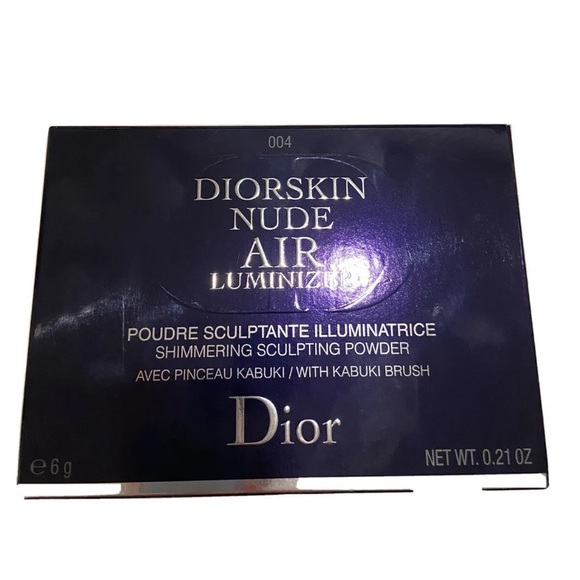 004
DIORSKIN
NUDE
AIR
LUMINIZER
POUDRE SCULPTANTE ILLUMINATRICE
SHIMMERING SCULPTING POWDER
AVEC PINCEAU KABUKI / WITH KABUKI BRUSH
Dior
℮ 6 g NET WT. 0.21 OZ